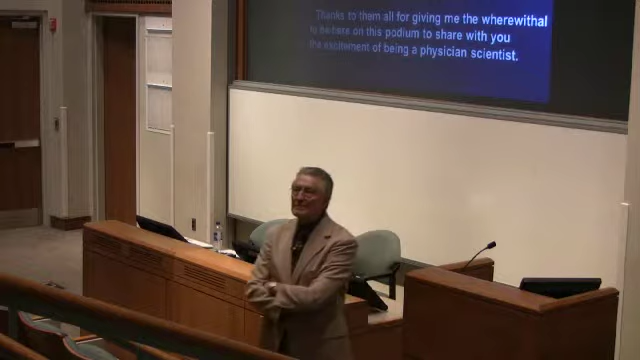 Thanks to them all for giving me the wherewithal
to be here on this podium to share with you
the excitement of being a physician scientist.